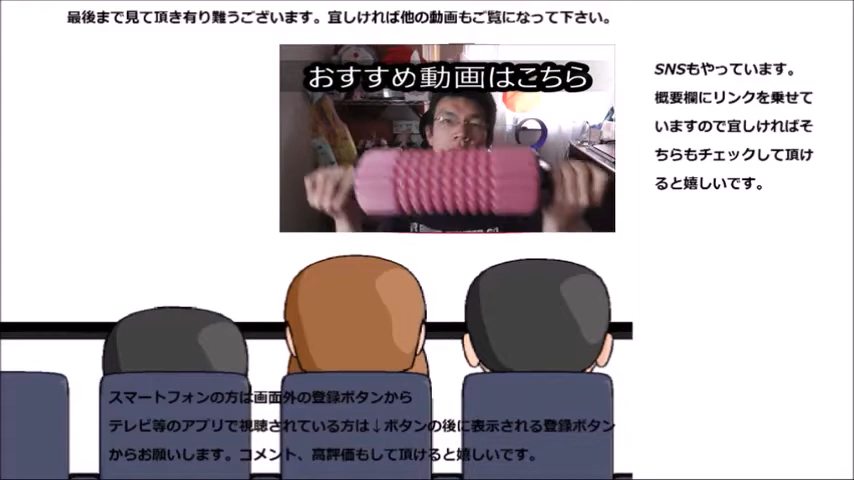 最後まで見て頂き有り難うございます。宜しければ他の動画もご覧になって下さい。
おすすめ動画はこちら
SNSもやっています。
概要欄にリンクを乗せて
いますので宜しければそ
ちらもチェックして頂け
ると嬉しいです。
スマートフォンの方は画面外の登録ボタンから
テレビ等のアプリで視聴されている方は↓ボタンの後に表示される登録ボタン
からお願いします。コメント、高評価もして頂けると嬉しいです。